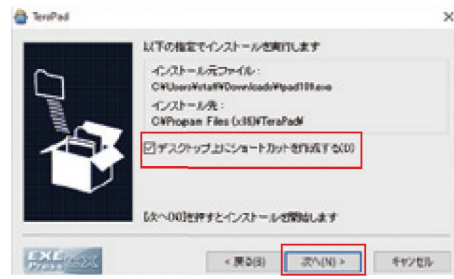 TeraPad
以下の指定でインストールを実行します
インストール元ファイル:
C:¥Users¥staff¥Downloads¥tpad109.exe
インストール先:
C:¥Program Files (x86)¥TeraPad¥
デスクトップ上にショートカットを作成する(D)
[次へ(N)]を押すとインストールを開始します
EXE Press
< 戻る(B)
次へ(N) >
キャンセル